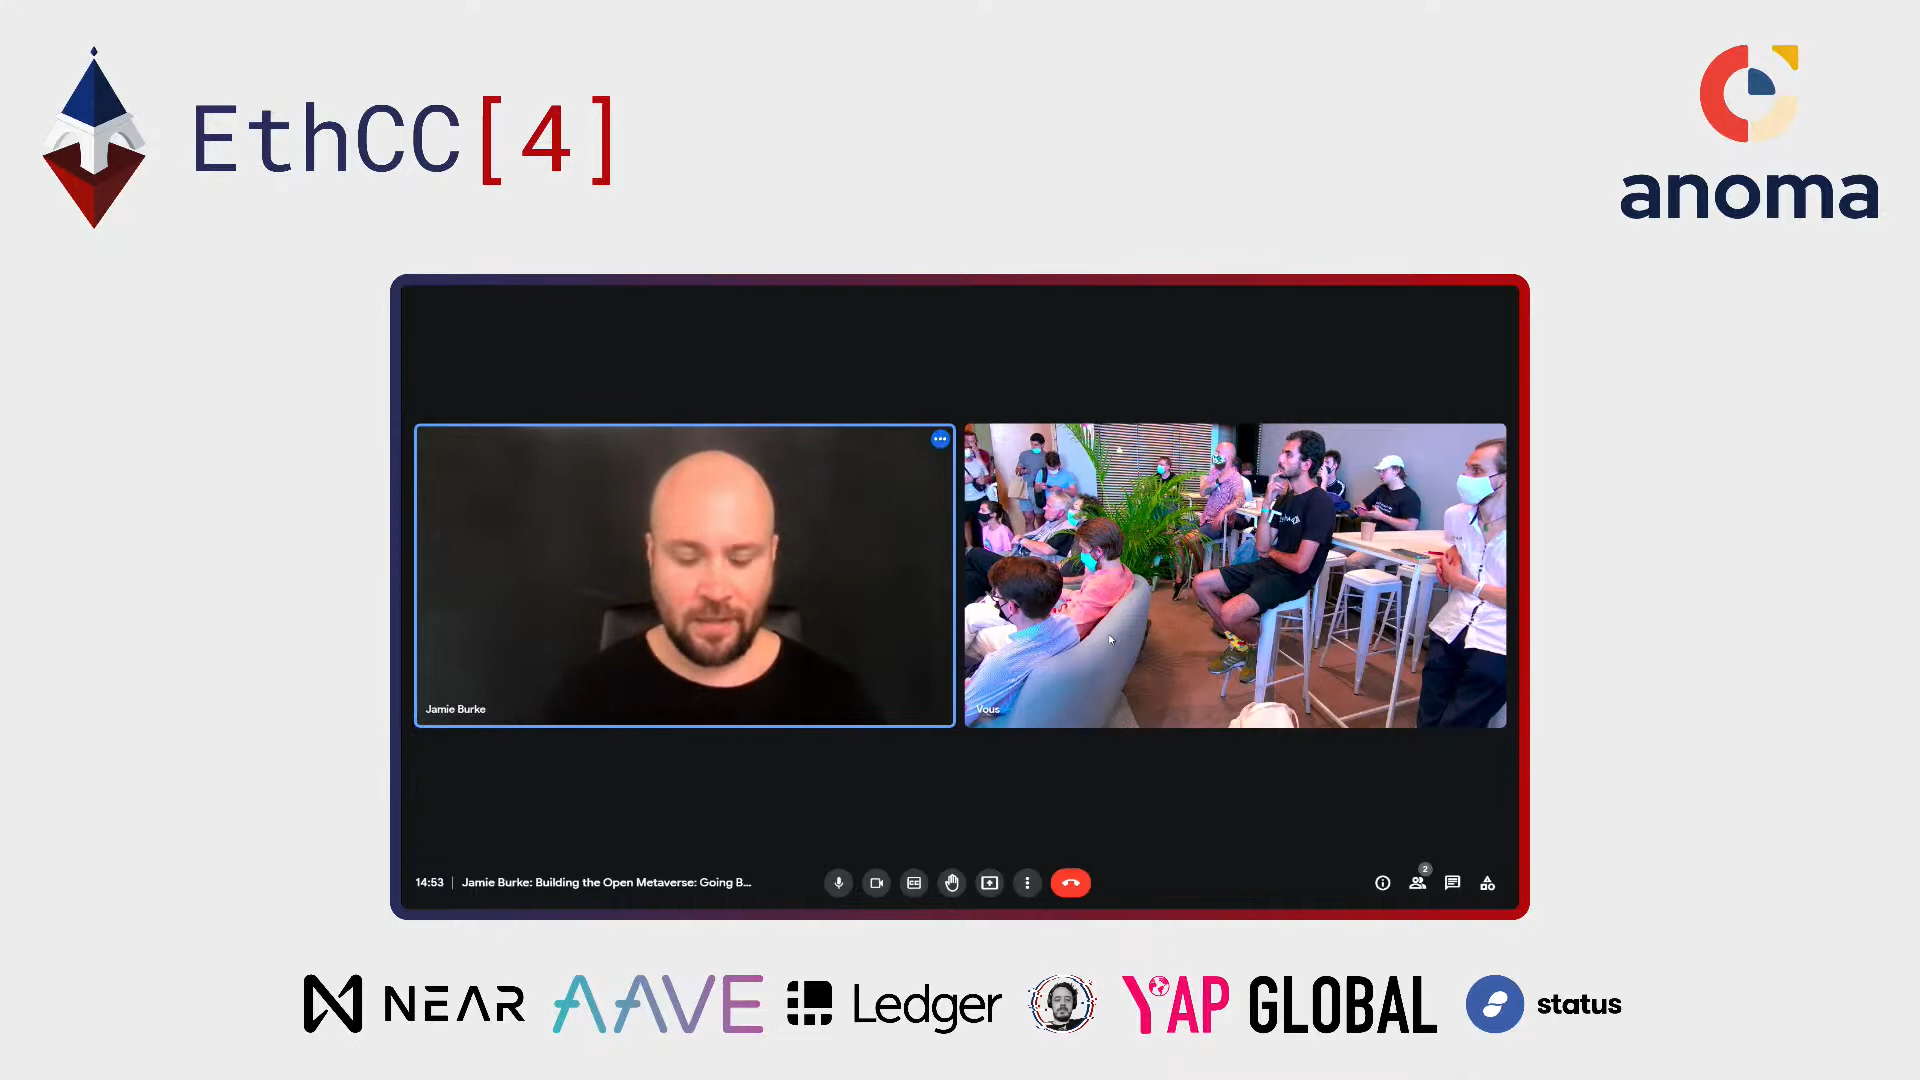 EthCC[4]
anoma
Jamie Burke
Vous
14:53 | Jamie Burke: Building the Open Metaverse: Going B...
2
NEAR
AAVE
Ledger
YAP GLOBAL
status